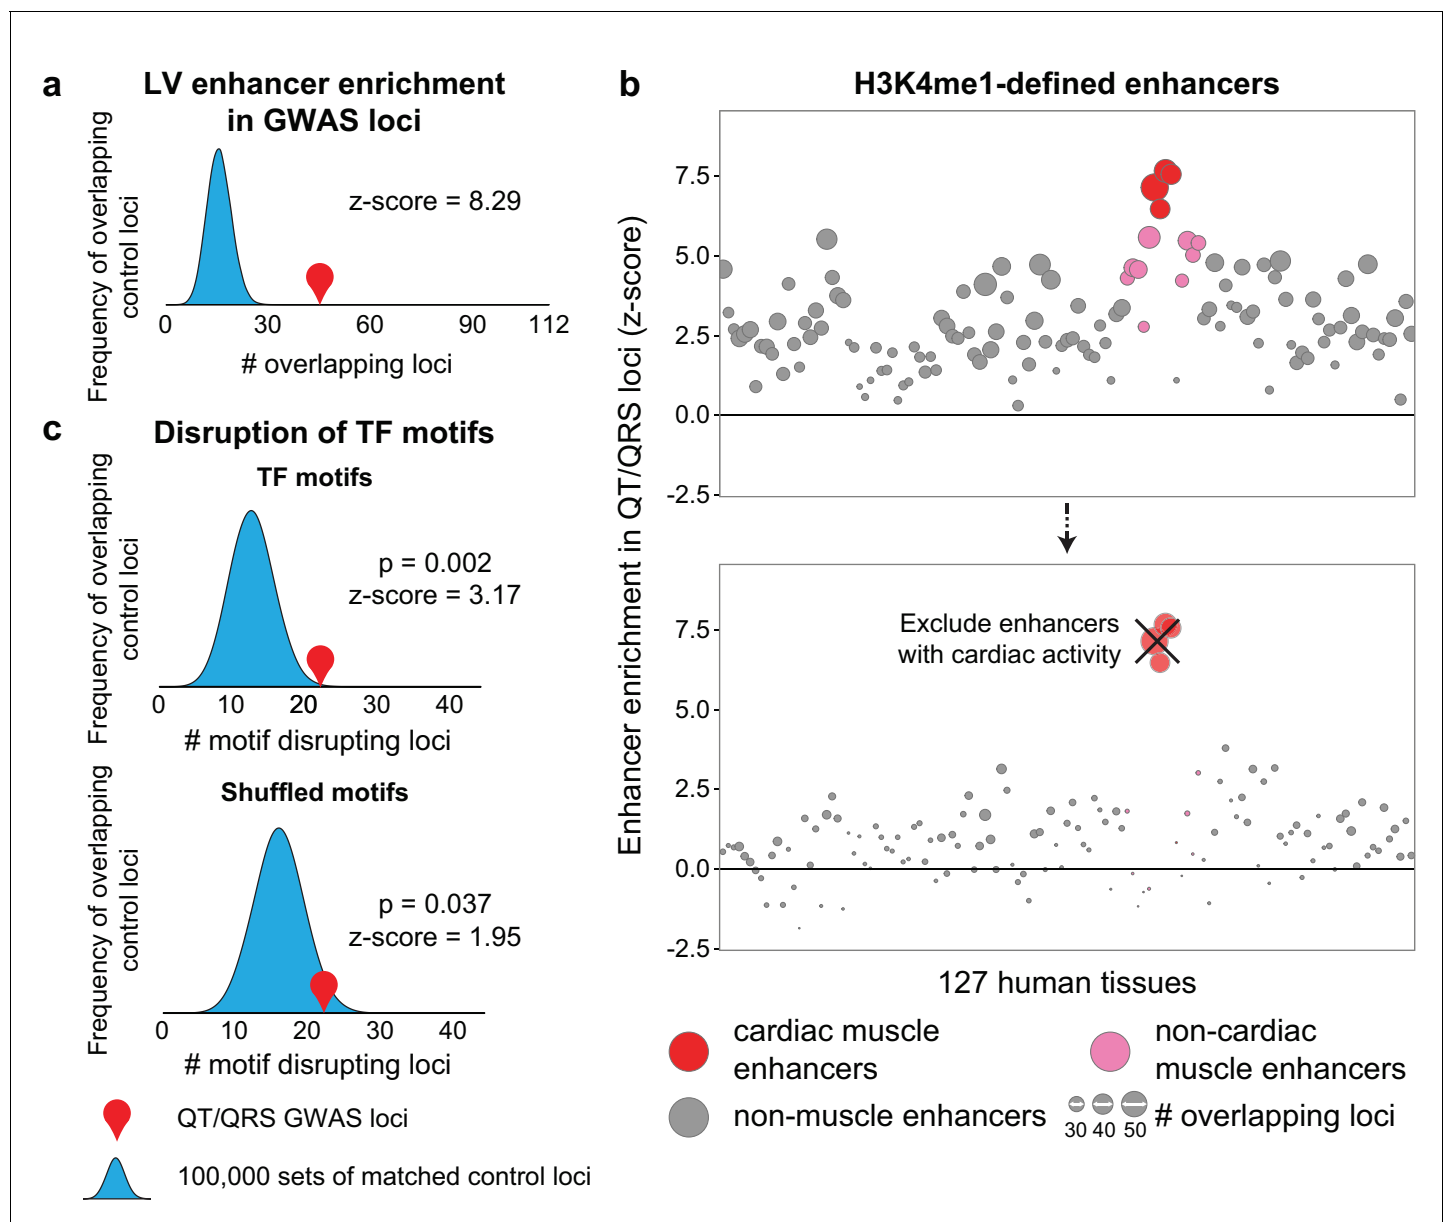 a
LV enhancer enrichment
in GWAS loci
Frequency of overlapping
control loci
z-score = 8.29
0 30 60 90 112
# overlapping loci
c
Disruption of TF motifs
TF motifs
Frequency of overlapping
control loci
p = 0.002
z-score = 3.17
0 10 20 30 40
# motif disrupting loci
Shuffled motifs
Frequency of overlapping
control loci
p = 0.037
z-score = 1.95
0 10 20 30 40
# motif disrupting loci
QT/QRS GWAS loci
100,000 sets of matched control loci
b
H3K4me1-defined enhancers
Enhancer enrichment in QT/QRS loci (z-score)
7.5
5.0
2.5
0.0
-2.5
Exclude enhancers
with cardiac activity
7.5
5.0
2.5
0.0
-2.5
127 human tissues
cardiac muscle
enhancers
non-cardiac
muscle enhancers
non-muscle enhancers
30 40 50
# overlapping loci